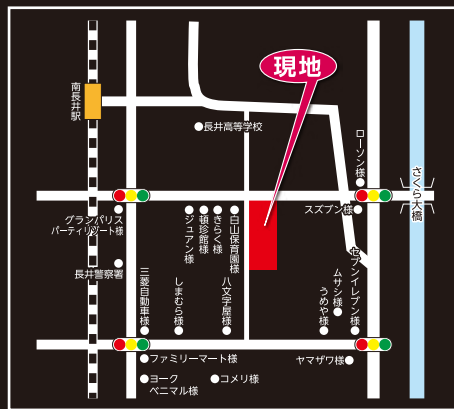 現地
南長井駅
長井高等学校
ローソン様
さくら大橋
グランパリス
パーティリゾート様
ジュアン様
頓珍館様
きらく様
白山保育園様
スズブン様
長井警察署
三菱自動車様
しまむら様
八文字屋様
うめや様
ムサシ様
セブンイレブン様
ファミリーマート様
ヤマザワ様
ヨーク
ベニマル様
コメリ様